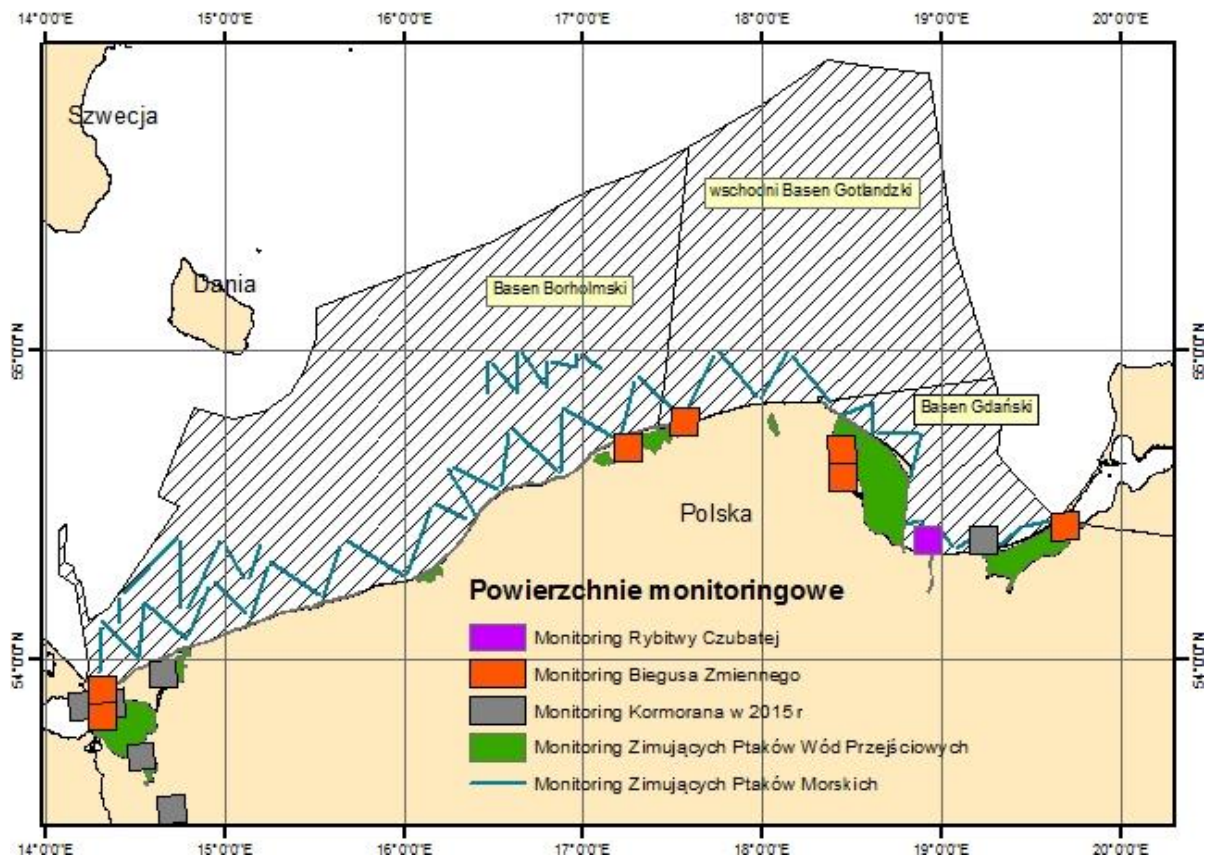 14°0'0"E 15°0'0"E 16°0'0"E 17°0'0"E 18°0'0"E 19°0'0"E 20°0'0"E
Szwecja
wschodni Basen Gotlandzki
Dania
Basen Borholmski
55°0'0"N 55°0'0"N
Basen Gdański
Polska
Powierzchnie monitoringowe
Monitoring Rybitwy Czubatej
54°0'0"N 54°0'0"N
Monitoring Biegusa Zmiennego
Monitoring Kormorana w 2015 r
Monitoring Zimujących Ptaków Wód Przejściowych
Monitoring Zimujących Ptaków Morskich
14°0'0"E 15°0'0"E 16°0'0"E 17°0'0"E 18°0'0"E 19°0'0"E 20°0'0"E